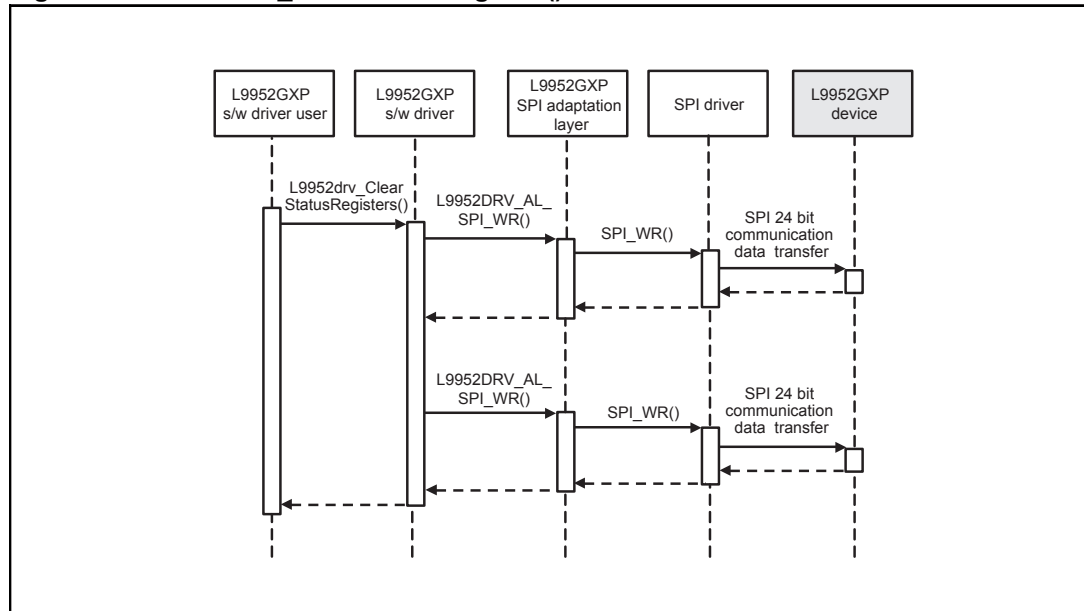 L9952GXP
s/w driver user
L9952GXP
s/w driver
L9952GXP
SPI adaptation
layer
SPI driver
L9952GXP
device
L9952drv_Clear
StatusRegisters()
L9952DRV_AL_
SPI_WR()
SPI_WR()
SPI 24 bit
communication
data transfer
L9952DRV_AL_
SPI_WR()
SPI_WR()
SPI 24 bit
communication
data transfer